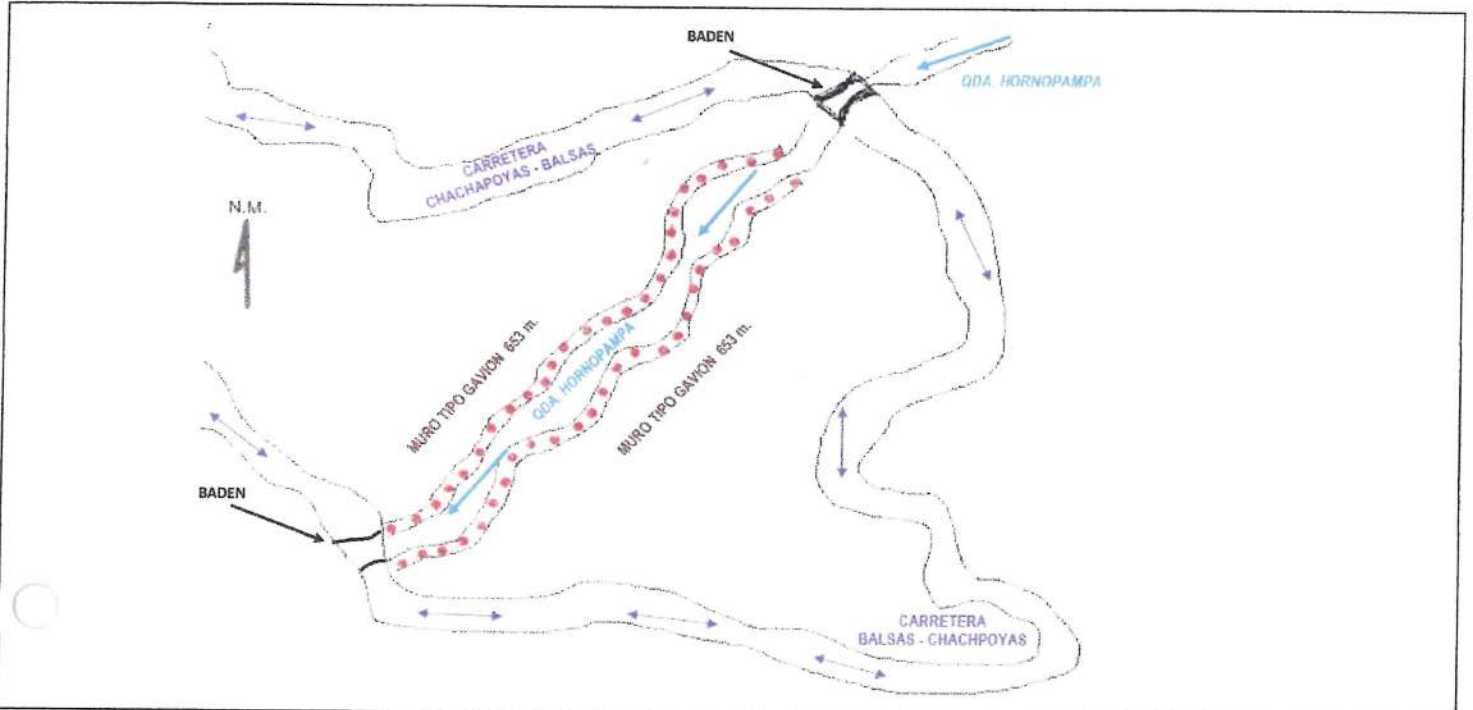 BADEN
QDA. HORNOPAMPA
CARRETERA
CHACHAPOYAS - BALSAS
N.M.
MURO TIPO GAVION 653 m.
QDA. HORNOPAMPA
MURO TIPO GAVION 653 m.
BADEN
CARRETERA
BALSAS - CHACHPOYAS